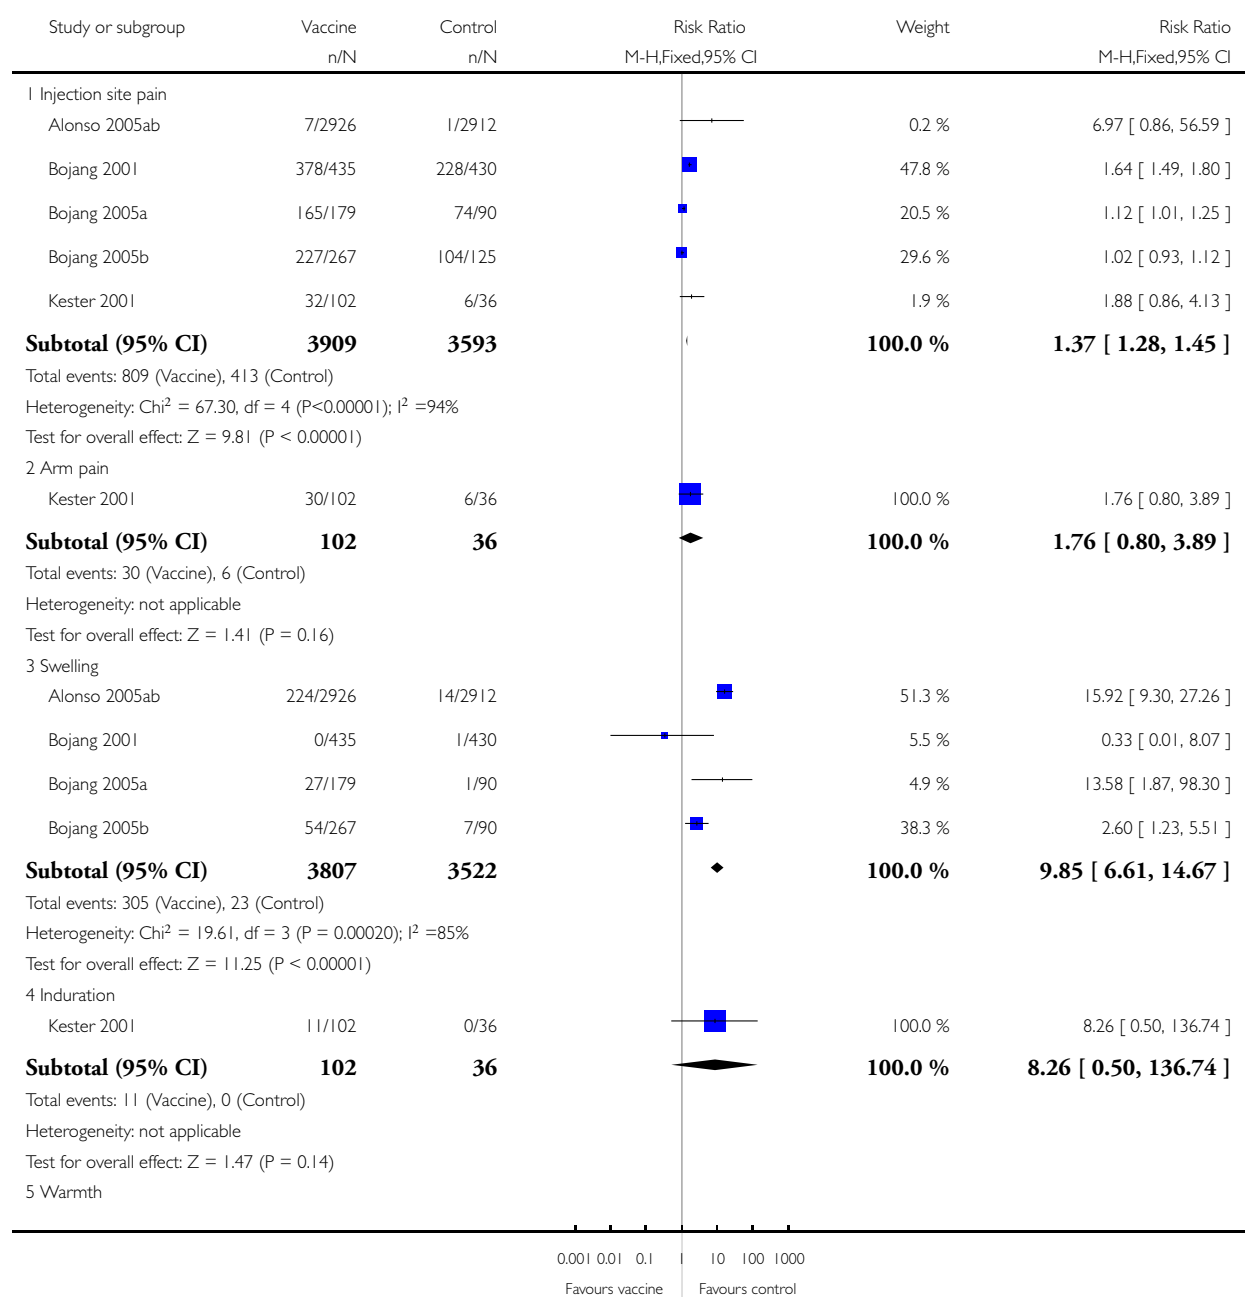 Study or subgroup Vaccine Control Risk Ratio Weight Risk Ratio
n/N n/N M-H,Fixed,95% CI M-H,Fixed,95% CI
1 Injection site pain
Alonso 2005ab 7/2926 1/2912 0.2 % 6.97 [ 0.86, 56.59 ]
Bojang 2001 378/435 228/430 47.8 % 1.64 [ 1.49, 1.80 ]
Bojang 2005a 165/179 74/90 20.5 % 1.12 [ 1.01, 1.25 ]
Bojang 2005b 227/267 104/125 29.6 % 1.02 [ 0.93, 1.12 ]
Kester 2001 32/102 6/36 1.9 % 1.88 [ 0.86, 4.13 ]
Subtotal (95% CI) 3909 3593 100.0 % 1.37 [ 1.28, 1.45 ]
Total events: 809 (Vaccine), 413 (Control)
Heterogeneity: Chi² = 67.30, df = 4 (P<0.00001); I² =94%
Test for overall effect: Z = 9.81 (P < 0.00001)
2 Arm pain
Kester 2001 30/102 6/36 100.0 % 1.76 [ 0.80, 3.89 ]
Subtotal (95% CI) 102 36 100.0 % 1.76 [ 0.80, 3.89 ]
Total events: 30 (Vaccine), 6 (Control)
Heterogeneity: not applicable
Test for overall effect: Z = 1.41 (P = 0.16)
3 Swelling
Alonso 2005ab 224/2926 14/2912 51.3 % 15.92 [ 9.30, 27.26 ]
Bojang 2001 0/435 1/430 5.5 % 0.33 [ 0.01, 8.07 ]
Bojang 2005a 27/179 1/90 4.9 % 13.58 [ 1.87, 98.30 ]
Bojang 2005b 54/267 7/90 38.3 % 2.60 [ 1.23, 5.51 ]
Subtotal (95% CI) 3807 3522 100.0 % 9.85 [ 6.61, 14.67 ]
Total events: 305 (Vaccine), 23 (Control)
Heterogeneity: Chi² = 19.61, df = 3 (P = 0.00020); I² =85%
Test for overall effect: Z = 11.25 (P < 0.00001)
4 Induration
Kester 2001 11/102 0/36 100.0 % 8.26 [ 0.50, 136.74 ]
Subtotal (95% CI) 102 36 100.0 % 8.26 [ 0.50, 136.74 ]
Total events: 11 (Vaccine), 0 (Control)
Heterogeneity: not applicable
Test for overall effect: Z = 1.47 (P = 0.14)
5 Warmth
0.001 0.01 0.1 1 10 100 1000
Favours vaccine Favours control